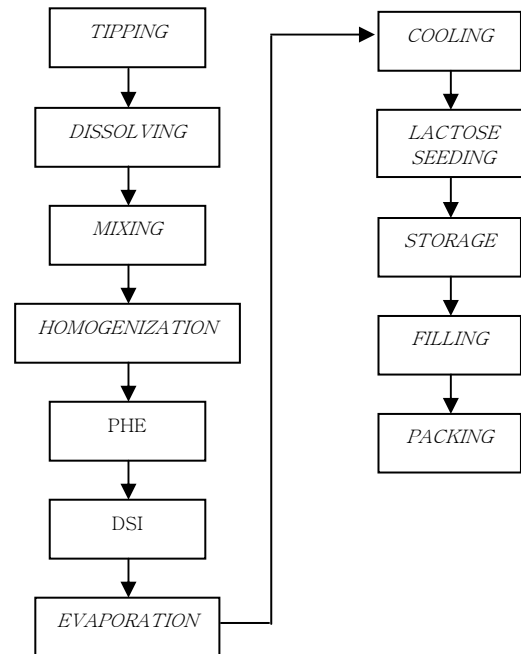 TIPPING
DISSOLVING
MIXING
HOMOGENIZATION
PHE
DSI
EVAPORATION
COOLING
LACTOSE
SEEDING
STORAGE
FILLING
PACKING